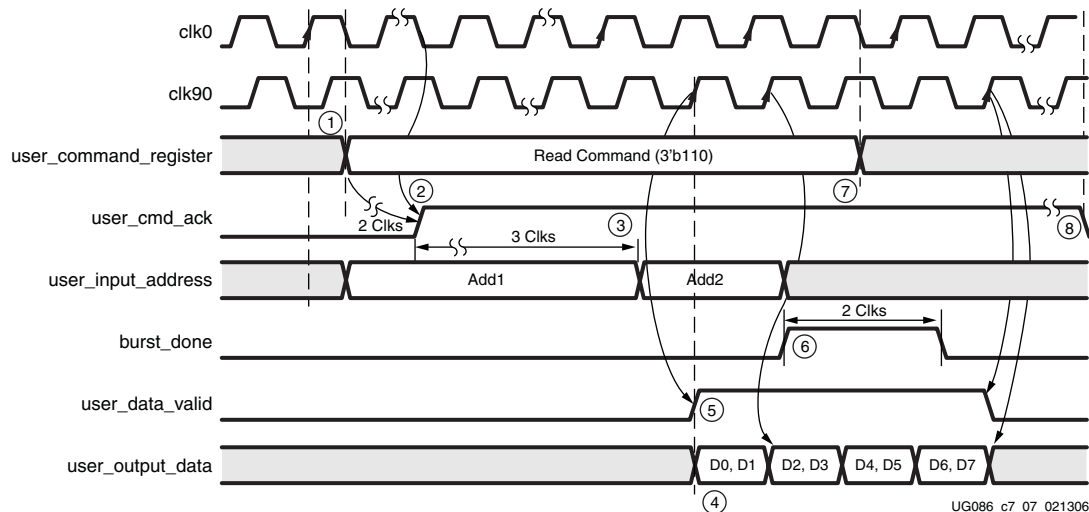 clk0
clk90
1
user_command_register
Read Command (3'b110)
2
7
user_cmd_ack
2 Clks
3
8
3 Clks
user_input_address
Add1
Add2
2 Clks
burst_done
6
user_data_valid
5
user_output_data
D0, D1
D2, D3
D4, D5
D6, D7
4
UG086_c7_07_021306